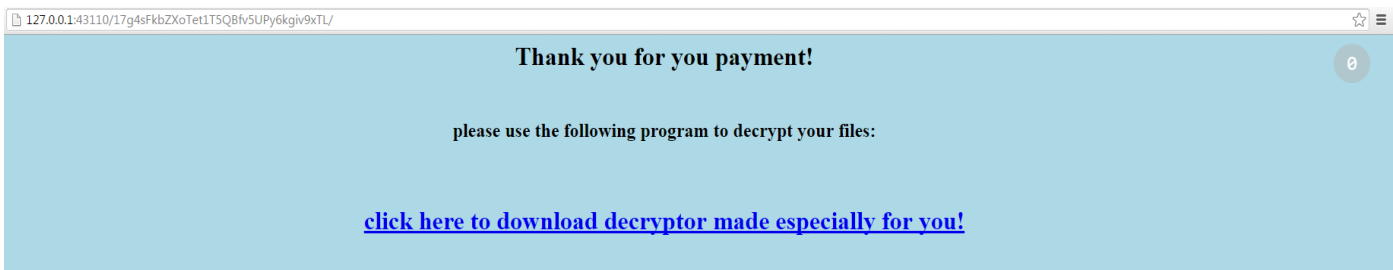 127.0.0.1:43110/17g4sFkbZXoTet1T5QBfv5UPy6kgiv9xTL/
Thank you for you payment!
0
please use the following program to decrypt your files:
click here to download decryptor made especially for you!